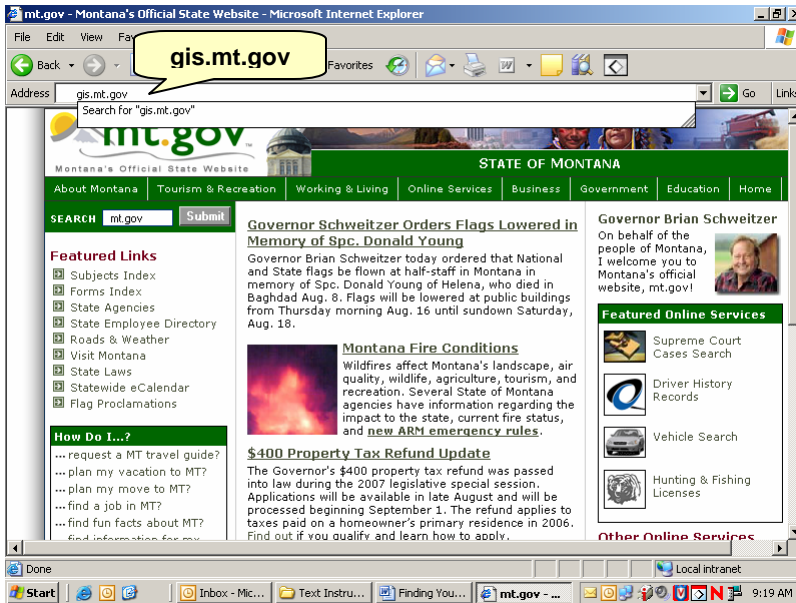 mt.gov - Montana's Official State Website - Microsoft Internet Explorer
File Edit View Fav
gis.mt.gov
Back Favorites
Address gis.mt.gov Go Links
Search for "gis.mt.gov"
mt.gov
Montana's Official State Website
STATE OF MONTANA
About Montana Tourism & Recreation Working & Living Online Services Business Government Education Home
SEARCH mt.gov Submit
Featured Links
Subjects Index
Forms Index
State Agencies
State Employee Directory
Roads & Weather
Visit Montana
State Laws
Statewide eCalendar
Flag Proclamations
How Do I...?
... request a MT travel guide?
... plan my vacation to MT?
... plan my move to MT?
... find a job in MT?
... find fun facts about MT?
... find information for my
Governor Schweitzer Orders Flags Lowered in
Memory of Spc. Donald Young
Governor Brian Schweitzer today ordered that National
and State flags be flown at half-staff in Montana in
memory of Spc. Donald Young of Helena, who died in
Baghdad Aug. 8. Flags will be lowered at public buildings
from Thursday morning Aug. 16 until sundown Saturday,
Aug. 18.
Montana Fire Conditions
Wildfires affect Montana's landscape, air
quality, wildlife, agriculture, tourism, and
recreation. Several State of Montana
agencies have information regarding the
impact to the state, current fire status,
and new ARM emergency rules.
$400 Property Tax Refund Update
The Governor's $400 property tax refund was passed
into law during the 2007 legislative special session.
Applications will be available in late August and will be
processed beginning September 1. The refund applies to
taxes paid on a homeowner's primary residence in 2006.
Find out if you qualify and learn how to apply.
Governor Brian Schweitzer
On behalf of the
people of Montana,
I welcome you to
Montana's official
website, mt.gov!
Featured Online Services
Supreme Court
Cases Search
Driver History
Records
Vehicle Search
Hunting & Fishing
Licenses
Other Online Services
Done Local intranet
Start Inbox - Mic... Text Instru... Finding You... mt.gov - ... 9:19 AM